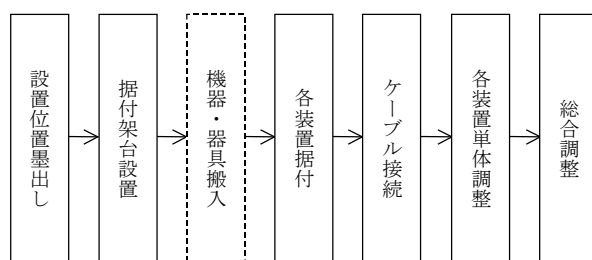 設置位置墨出し
据付架台設置
機器・器具搬入
各装置据付
ケーブル接続
各装置単体調整
総合調整